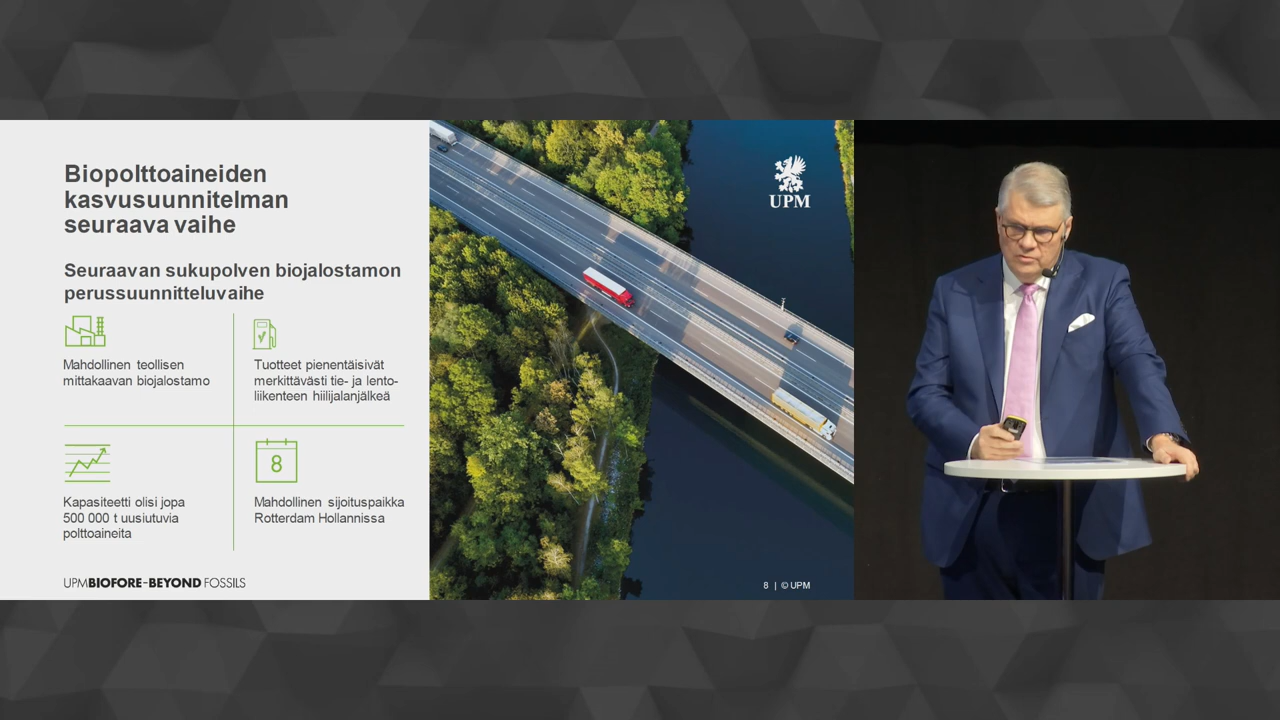 Biopolttoaineiden
kasvusuunnitelman
seuraava vaihe
Seuraavan sukupolven biojalostamon
perussuunnitteluvaihe
Mahdollinen teollisen
mittakaavan biojalostamo
Tuotteet pienentäisivät
merkittävästi tie- ja lento-
liikenteen hiilijalanjälkeä
8
Kapasiteetti olisi jopa
500 000 t uusiutuvia
polttoaineita
Mahdollinen sijoituspaikka
Rotterdam Hollannissa
UPMBIOFORE-BEYOND FOSSILS
UPM
8 | © UPM